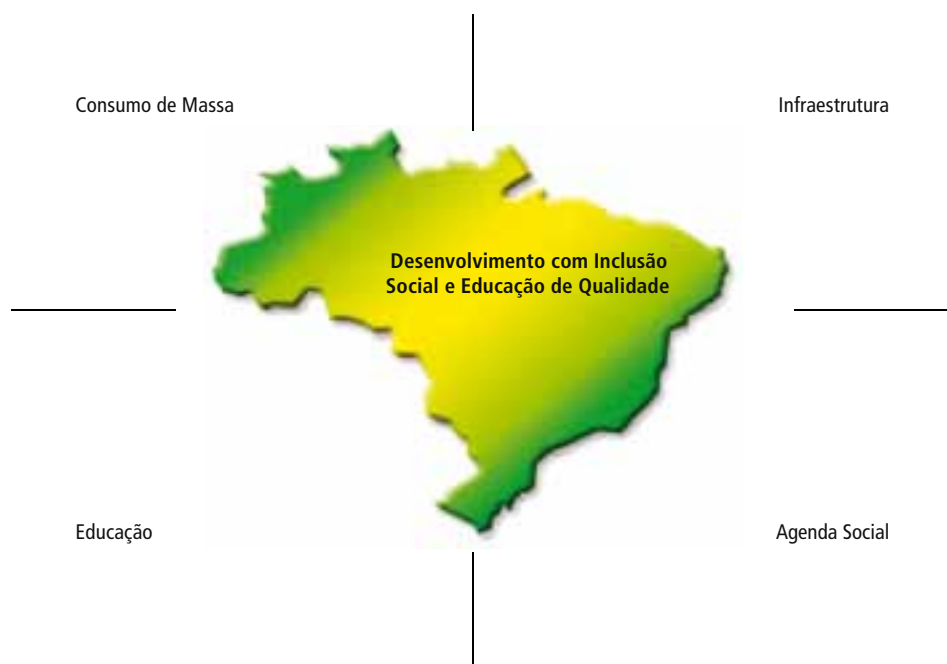 Consumo de Massa
Infraestrutura
Desenvolvimento com Inclusão
Social e Educação de Qualidade
Educação
Agenda Social